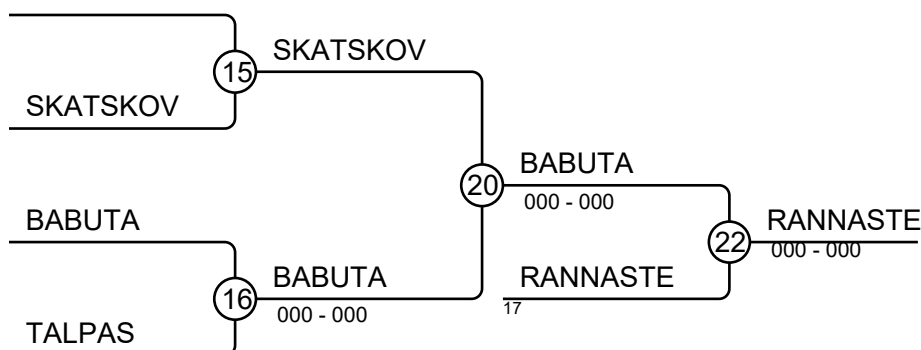 SKATSKOV
15
SKATSKOV
BABUTA
20
000 - 000
BABUTA
RANNASTE
22
000 - 000
BABUTA
RANNASTE
16
000 - 000
17
TALPAS